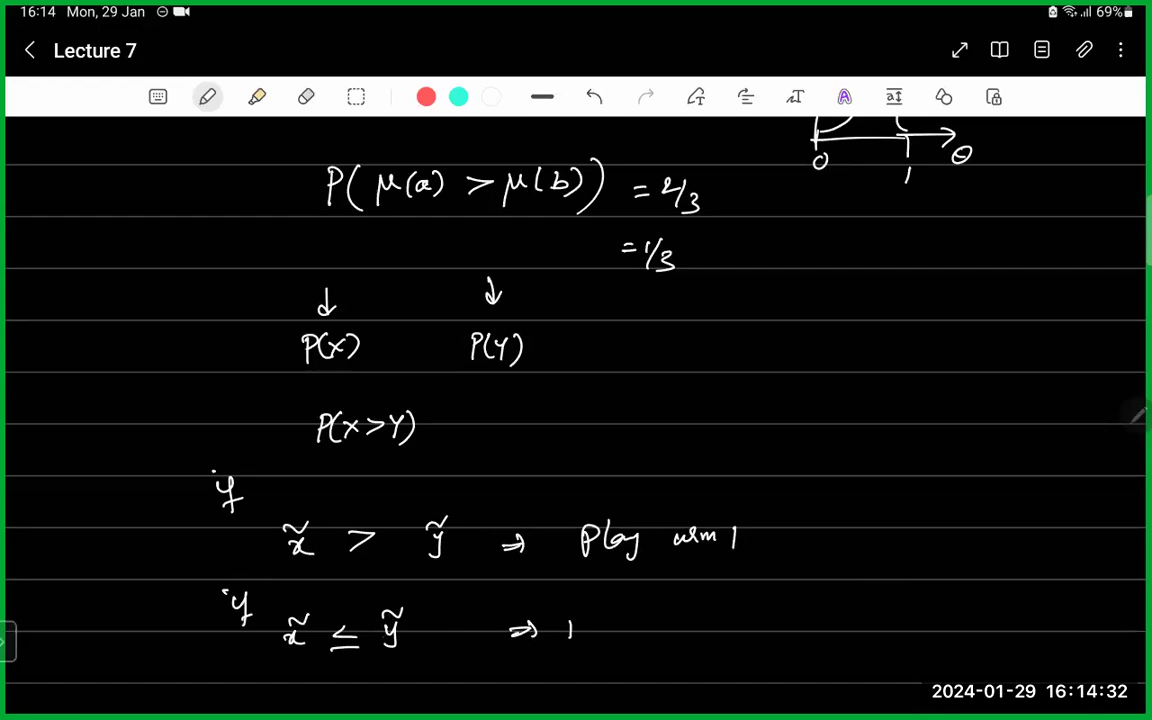 16:14 Mon, 29 Jan 69%
Lecture 7
0 1 θ
P(μ(a) > μ(b)) = 2/3
= 1/3
↓ ↓
P(X) P(Y)
P(X>Y)
if
x̃ > ỹ ⇒ Play arm 1
if
x̃ ≤ ỹ ⇒ 1
2024-01-29 16:14:32